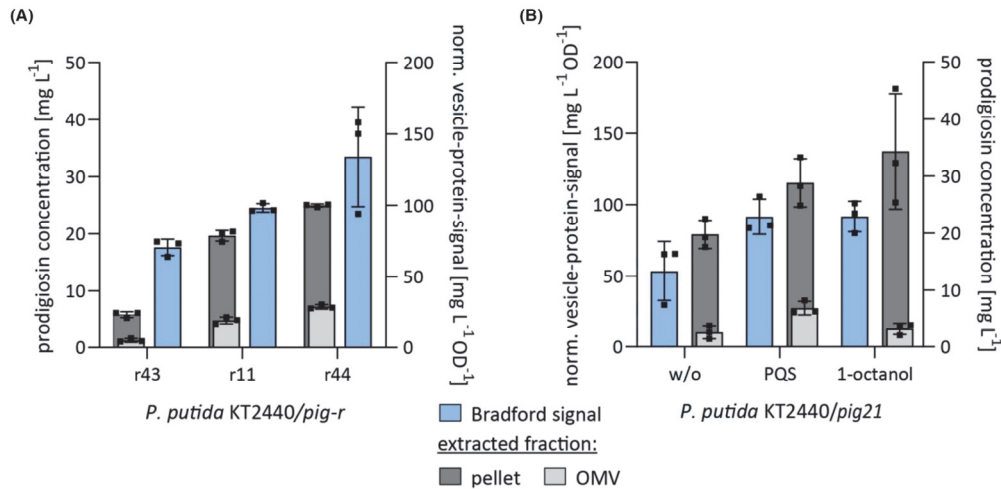 (A)
prodigiosin concentration [mg L-1]
50
40
30
20
10
0
200
150
100
50
0
norm. vesicle-protein-signal [mg L-1 OD-1]
r43
r11
r44
P. putida KT2440/pig-r
(B)
norm. vesicle-protein-signal [mg L-1 OD-1]
200
150
100
50
0
50
40
30
20
10
0
prodigiosin concentration [mg L-1]
w/o
PQS
1-octanol
P. putida KT2440/pig21
Bradford signal
extracted fraction:
pellet
OMV